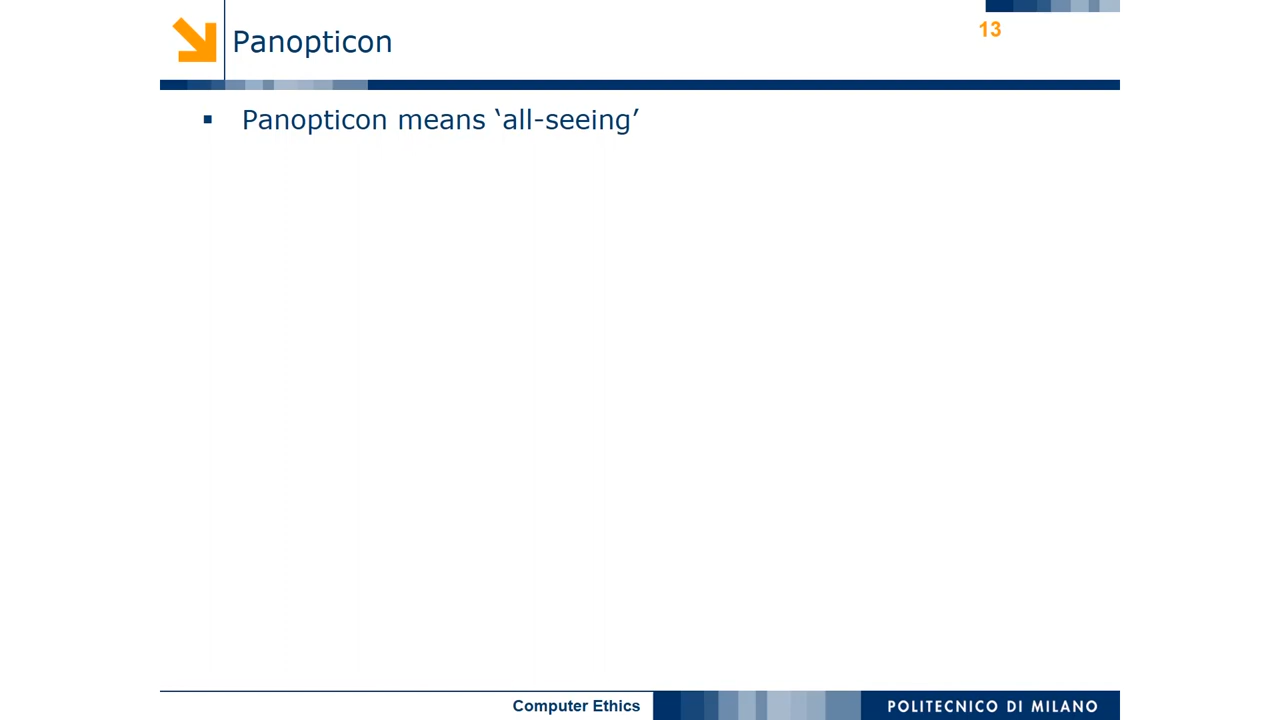 Panopticon
13
▪ Panopticon means ‘all-seeing’
Computer Ethics
POLITECNICO DI MILANO